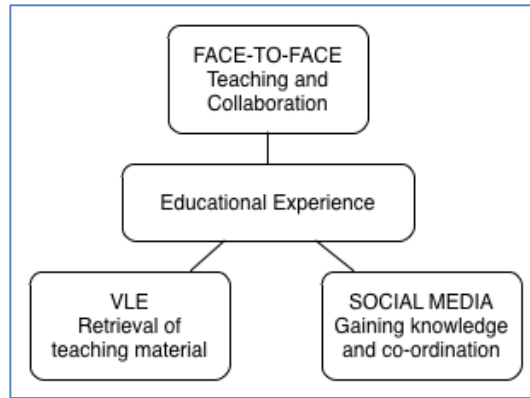 FACE-TO-FACE
Teaching and
Collaboration
Educational Experience
VLE
Retrieval of
teaching material
SOCIAL MEDIA
Gaining knowledge
and co-ordination